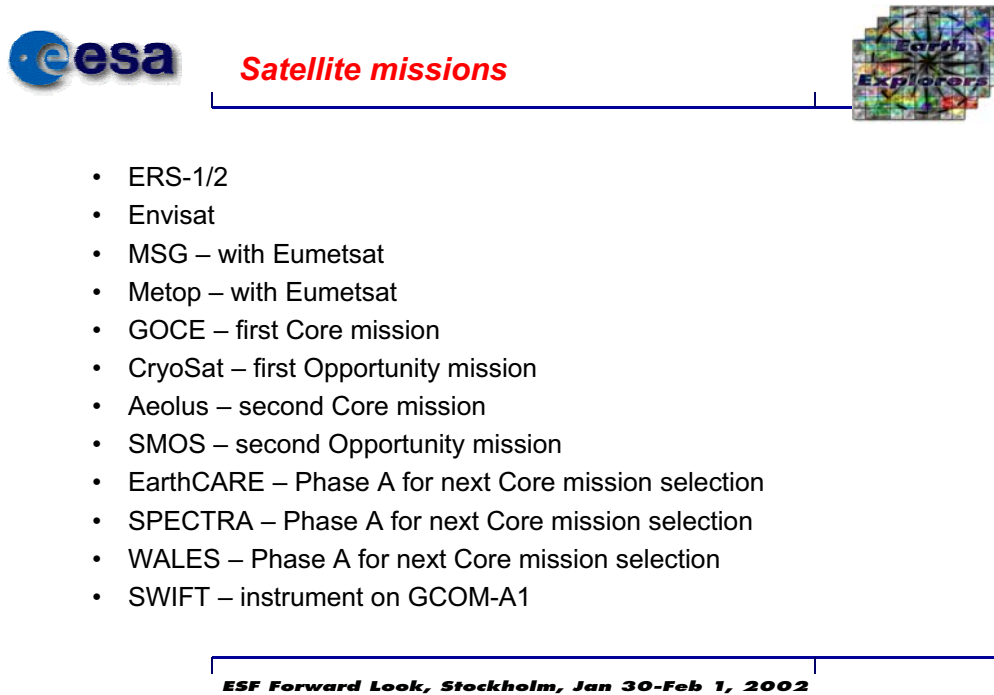 esa
Satellite missions
Earth
Explorers
• ERS-1/2
• Envisat
• MSG – with Eumetsat
• Metop – with Eumetsat
• GOCE – first Core mission
• CryoSat – first Opportunity mission
• Aeolus – second Core mission
• SMOS – second Opportunity mission
• EarthCARE – Phase A for next Core mission selection
• SPECTRA – Phase A for next Core mission selection
• WALES – Phase A for next Core mission selection
• SWIFT – instrument on GCOM-A1
ESF Forward Look, Stockholm, Jan 30-Feb 1, 2002